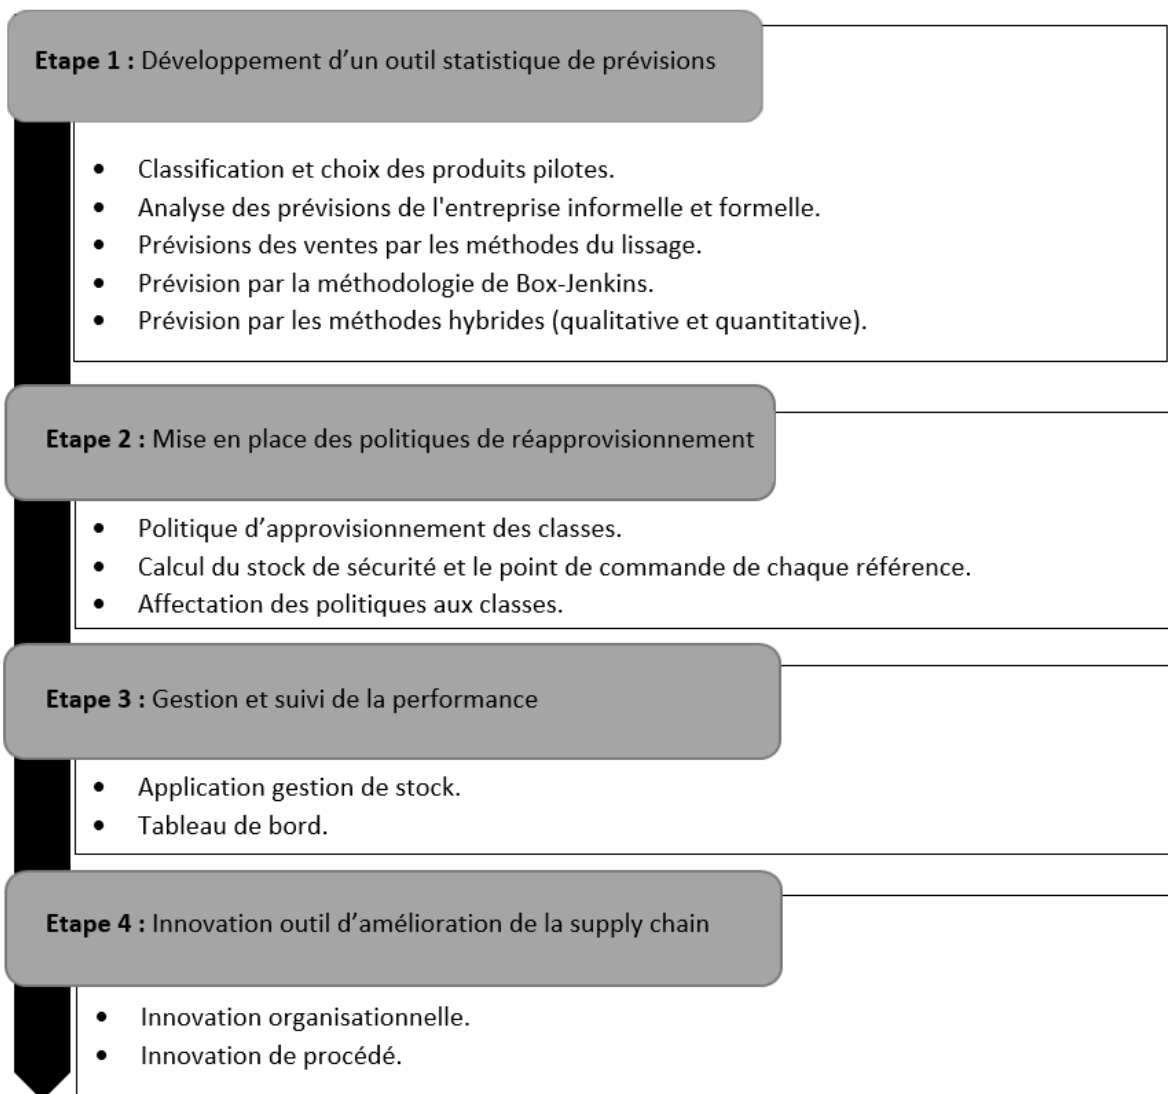 Etape 1 : Développement d’un outil statistique de prévisions
• Classification et choix des produits pilotes.
• Analyse des prévisions de l'entreprise informelle et formelle.
• Prévisions des ventes par les méthodes du lissage.
• Prévision par la méthodologie de Box-Jenkins.
• Prévision par les méthodes hybrides (qualitative et quantitative).
Etape 2 : Mise en place des politiques de réapprovisionnement
• Politique d’approvisionnement des classes.
• Calcul du stock de sécurité et le point de commande de chaque référence.
• Affectation des politiques aux classes.
Etape 3 : Gestion et suivi de la performance
• Application gestion de stock.
• Tableau de bord.
Etape 4 : Innovation outil d’amélioration de la supply chain
• Innovation organisationnelle.
• Innovation de procédé.